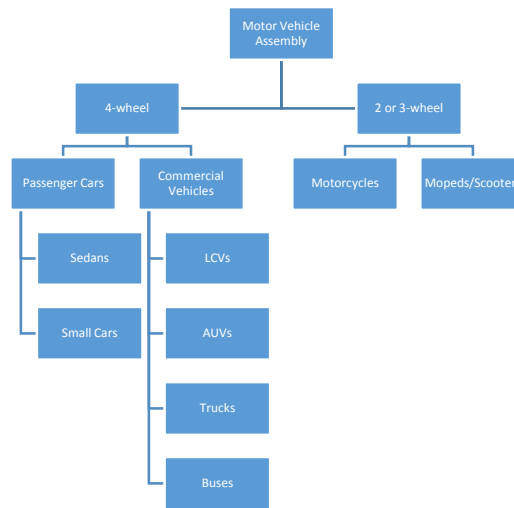 Motor Vehicle
Assembly
4-wheel
2 or 3-wheel
Passenger Cars
Commercial
Vehicles
Motorcycles
Mopeds/Scooter
Sedans
LCVs
Small Cars
AUVs
Trucks
Buses